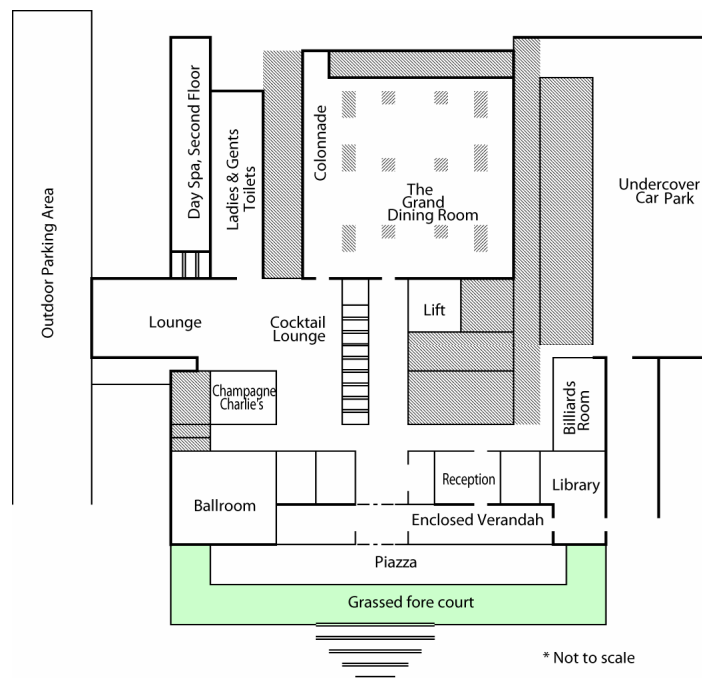 Outdoor Parking Area
Day Spa, Second Floor
Ladies & Gents
Toilets
Colonnade
The
Grand
Dining Room
Undercover
Car Park
Lounge
Cocktail
Lounge
Lift
Champagne
Charlie's
Billiards
Room
Ballroom
Reception
Library
Enclosed Verandah
Piazza
Grassed fore court
* Not to scale